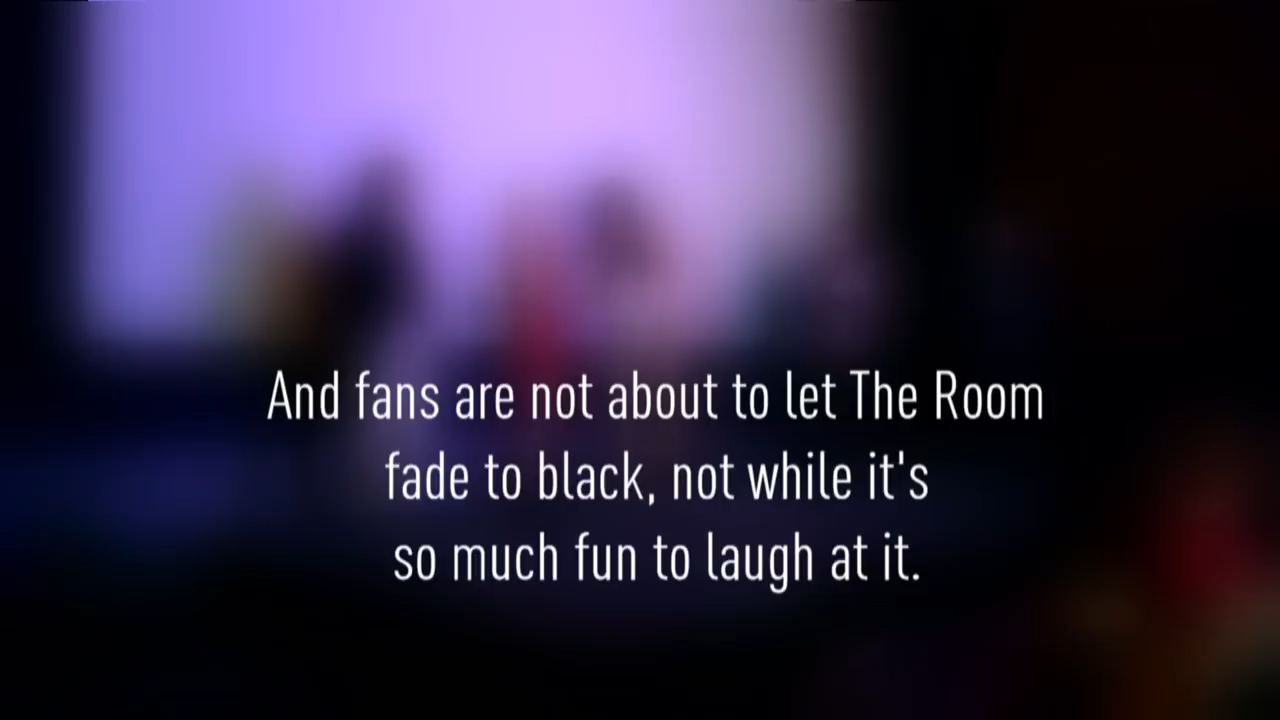 And fans are not about to let The Room
fade to black, not while it's
so much fun to laugh at it.